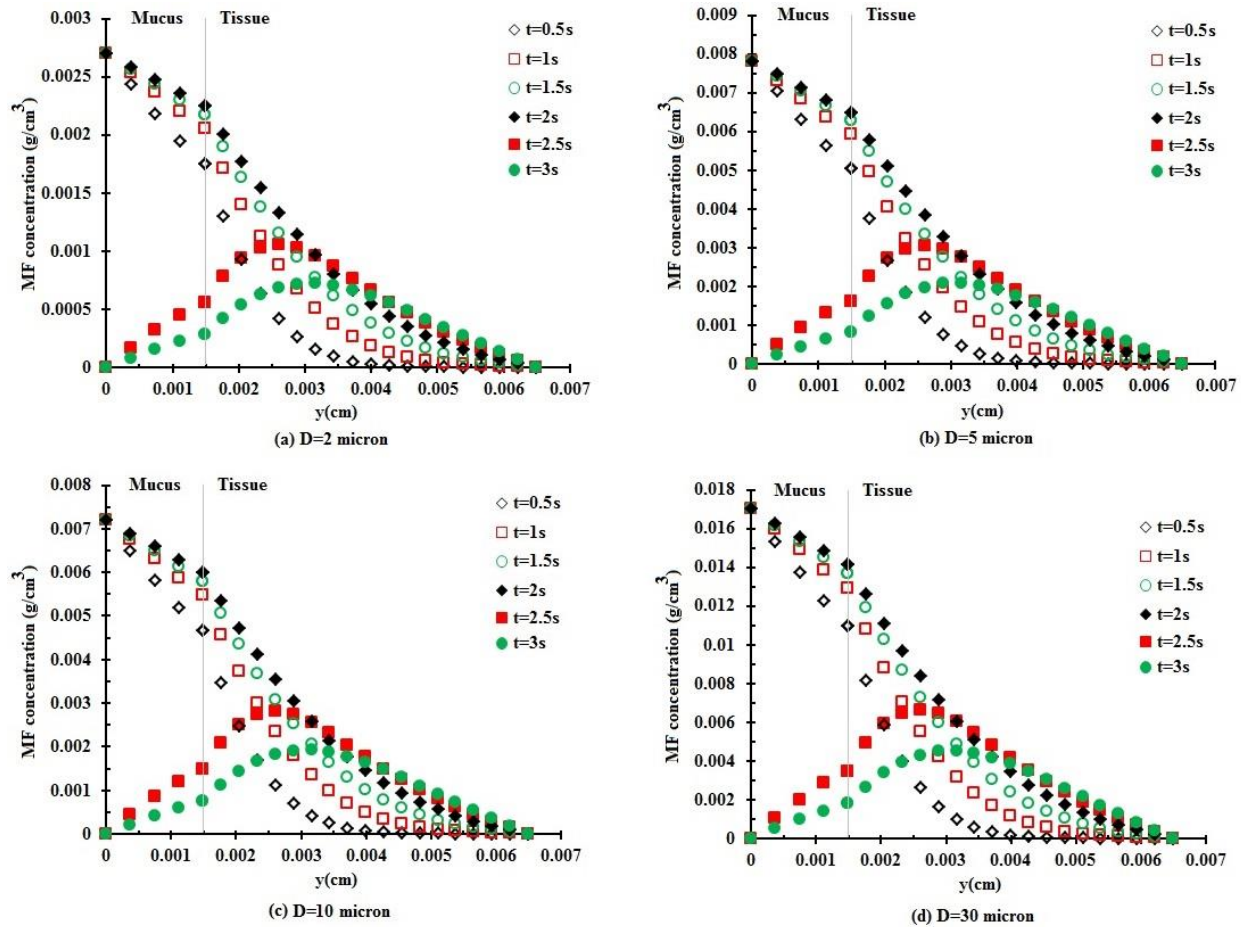 Mucus Tissue
MF concentration (g/cm³)
0.003
0.0025
0.002
0.0015
0.001
0.0005
0
0 0.001 0.002 0.003 0.004 0.005 0.006 0.007
y(cm)
t=0.5s
t=1s
t=1.5s
t=2s
t=2.5s
t=3s
(a) D=2 micron
Mucus Tissue
MF concentration (g/cm³)
0.009
0.008
0.007
0.006
0.005
0.004
0.003
0.002
0.001
0
0 0.001 0.002 0.003 0.004 0.005 0.006 0.007
y(cm)
t=0.5s
t=1s
t=1.5s
t=2s
t=2.5s
t=3s
(b) D=5 micron
Mucus Tissue
MF concentration (g/cm³)
0.008
0.007
0.006
0.005
0.004
0.003
0.002
0.001
0
0 0.001 0.002 0.003 0.004 0.005 0.006 0.007
y(cm)
t=0.5s
t=1s
t=1.5s
t=2s
t=2.5s
t=3s
(c) D=10 micron
Mucus Tissue
MF concentration (g/cm³)
0.018
0.016
0.014
0.012
0.01
0.008
0.006
0.004
0.002
0
0 0.001 0.002 0.003 0.004 0.005 0.006 0.007
y(cm)
t=0.5s
t=1s
t=1.5s
t=2s
t=2.5s
t=3s
(d) D=30 micron